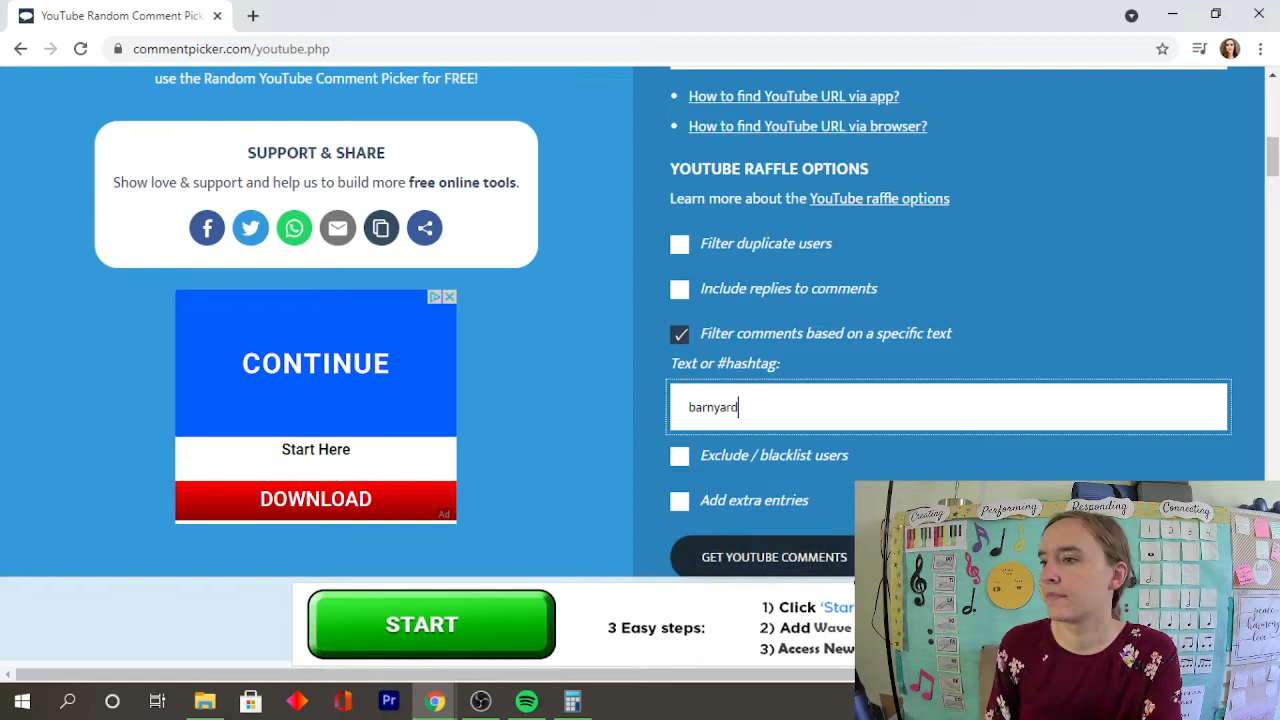 YouTube Random Comment Pick
commentpicker.com/youtube.php
use the Random YouTube Comment Picker for FREE!
SUPPORT & SHARE
Show love & support and help us to build more free online tools.
CONTINUE
Start Here
DOWNLOAD
Ad
How to find YouTube URL via app?
How to find YouTube URL via browser?
YOUTUBE RAFFLE OPTIONS
Learn more about the YouTube raffle options
Filter duplicate users
Include replies to comments
Filter comments based on a specific text
Text or #hashtag:
barnyard
Exclude / blacklist users
Add extra entries
GET YOUTUBE COMMENTS
START
3 Easy steps:
1) Click 'Star
2) Add Wave
3) Access New
Creating
Performing
Responding
Connecting
Pr